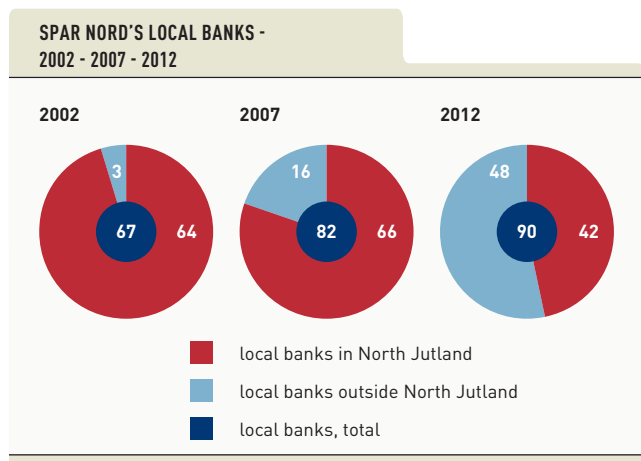 SPAR NORD'S LOCAL BANKS -
2002 - 2007 - 2012
2002
2007
2012
3
67
64
16
82
66
48
90
42
local banks in North Jutland
local banks outside North Jutland
local banks, total